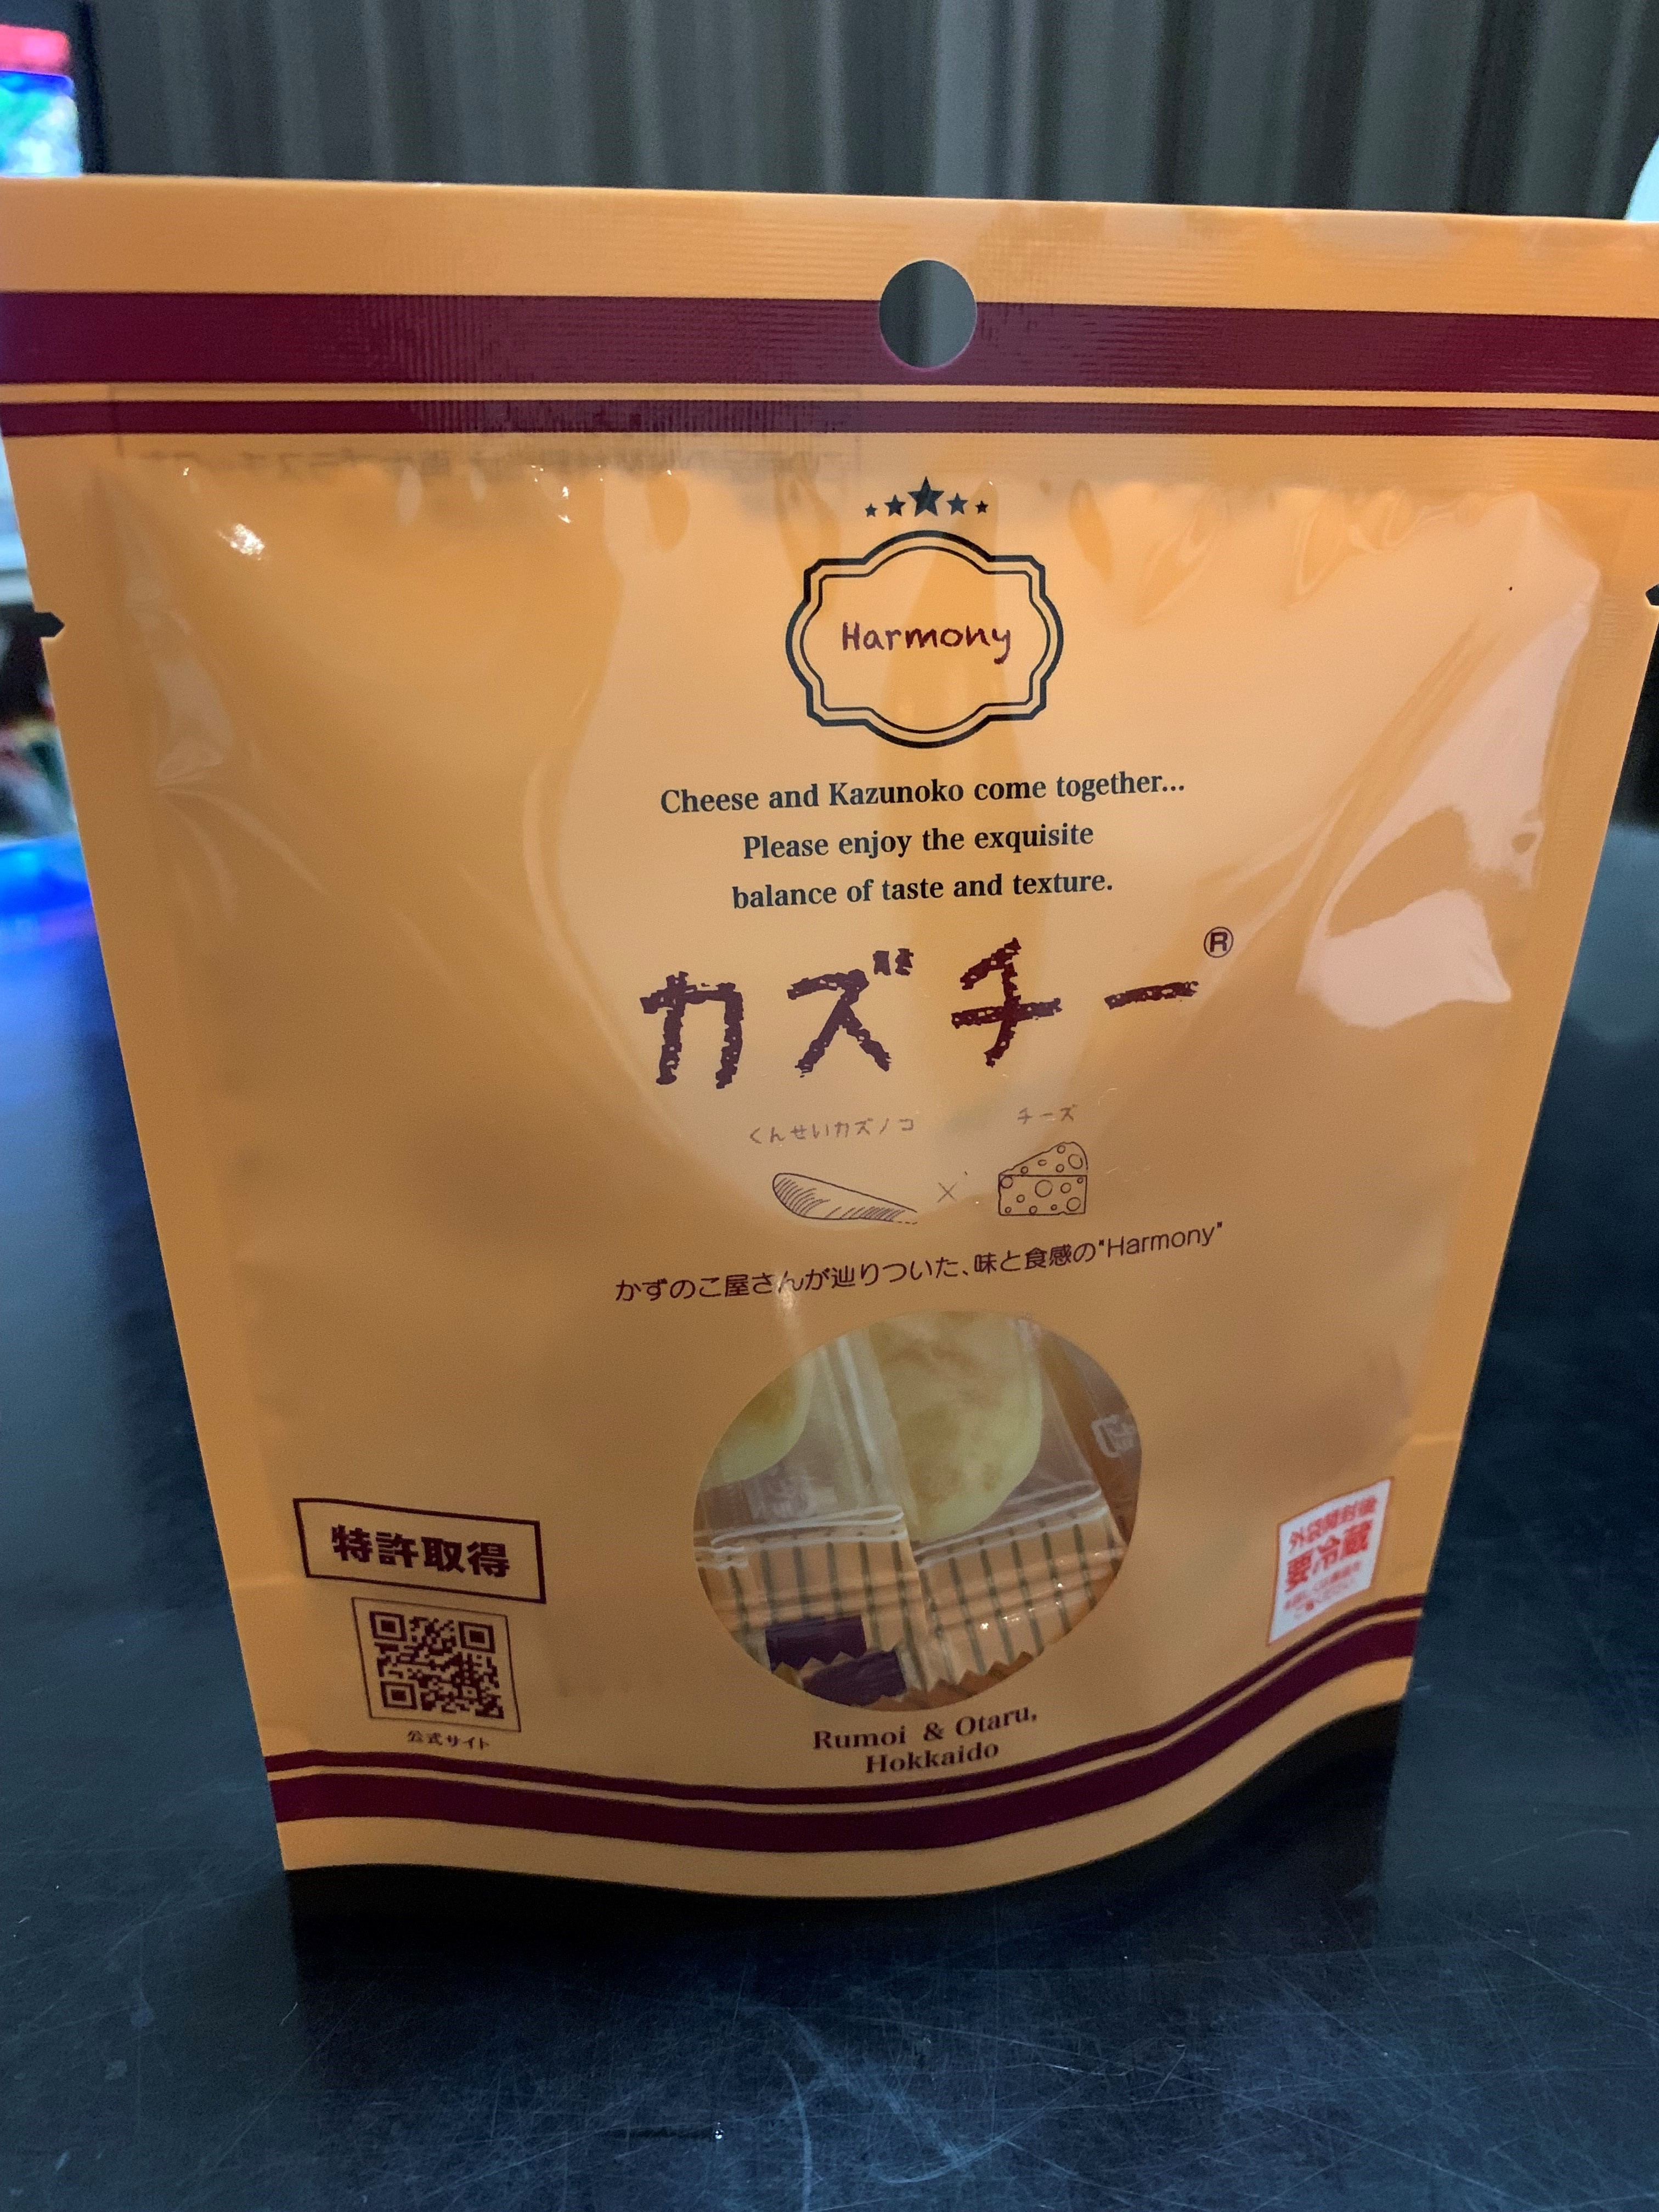 Harmony
Cheese and Kazunoko come together...
Please enjoy the exquisite
balance of taste and texture.
カズチー®
くんせいカズノコ × チーズ
かずのこ屋さんが辿りついた、味と食感の"Harmony"
特許取得
公式サイト
外袋開封後
要冷蔵
Rumoi & Otaru,
Hokkaido